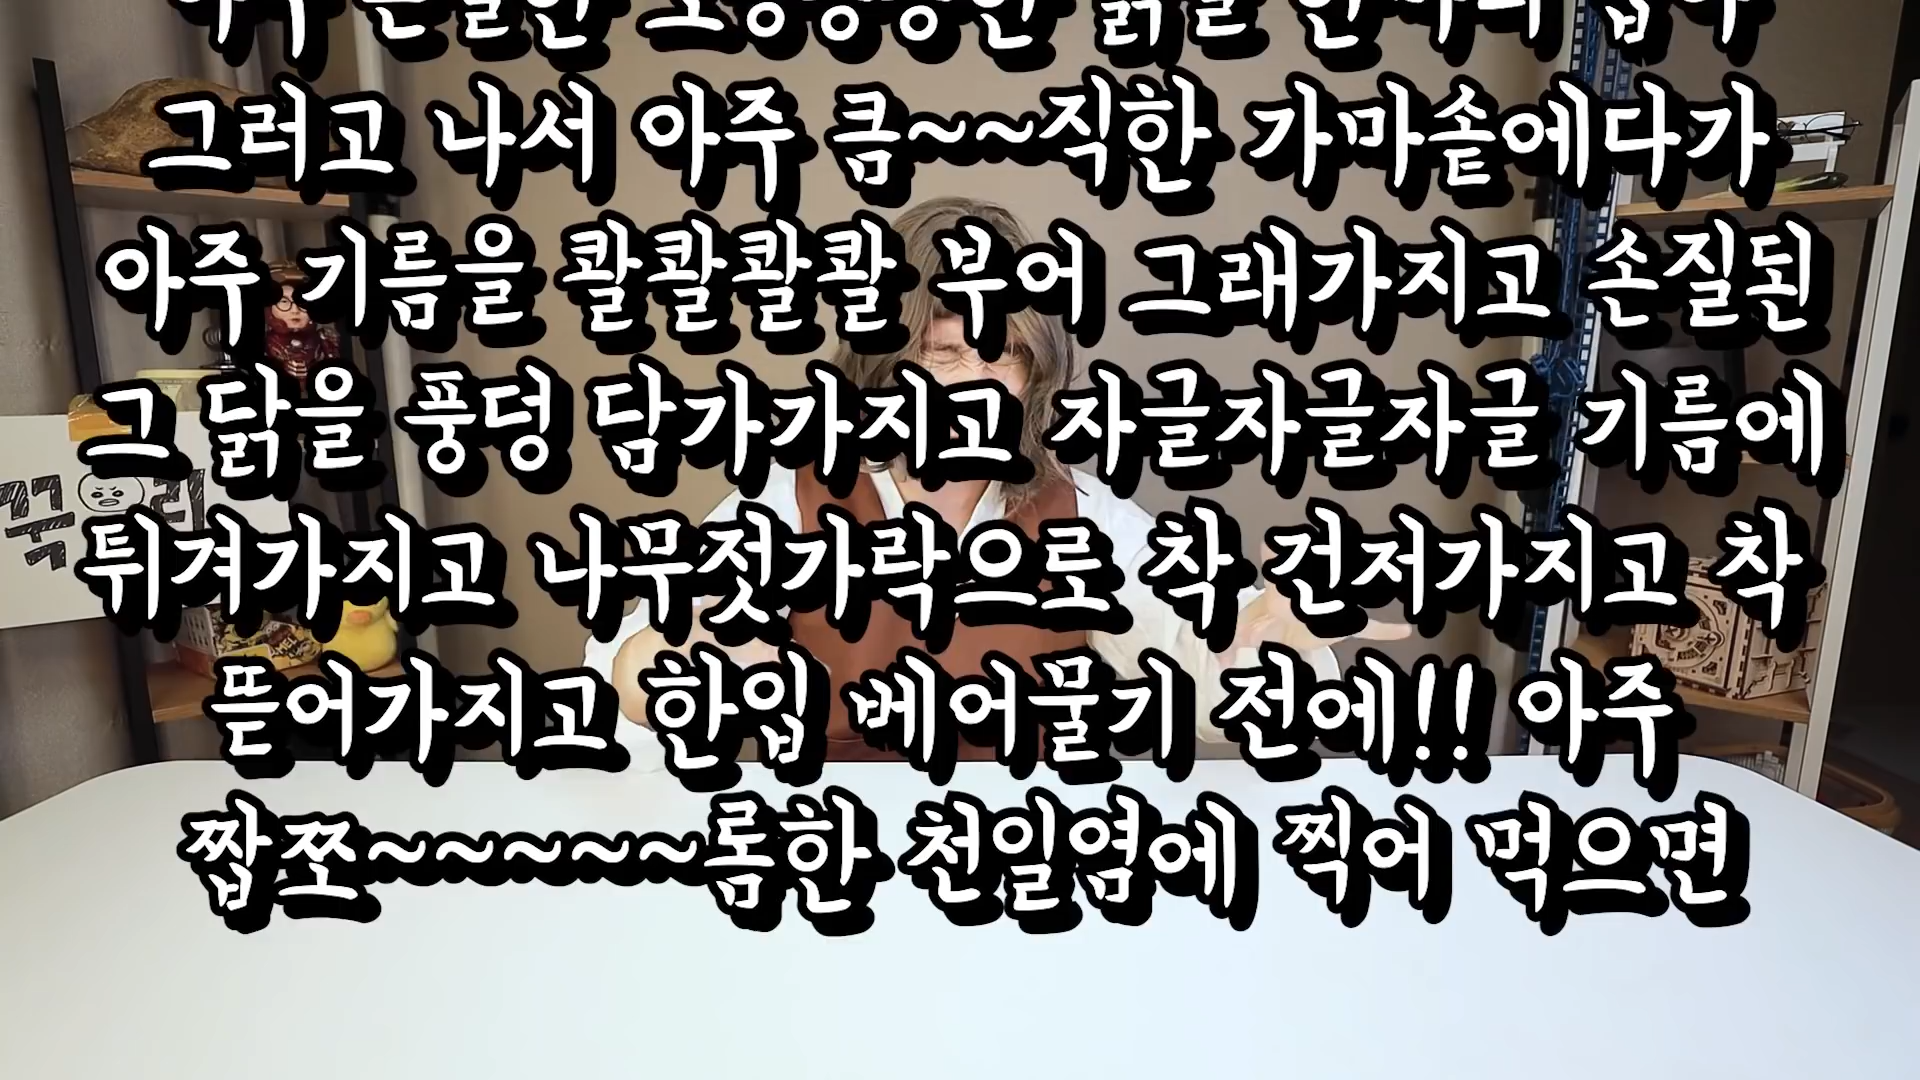 그러고 나서 아주 큼~~직한 가마솥에다가
아주 기름을 콸콸콸콸 부어 그래가지고 손질된
그 닭을 풍덩 담가가지고 자글자글자글 기름에
튀겨가지고 나무젓가락으로 착 건져가지고 착
뜯어가지고 한입 베어물기 전에!! 아주
짭쪼~~~~~~롬한 천일염에 찍어 먹으면